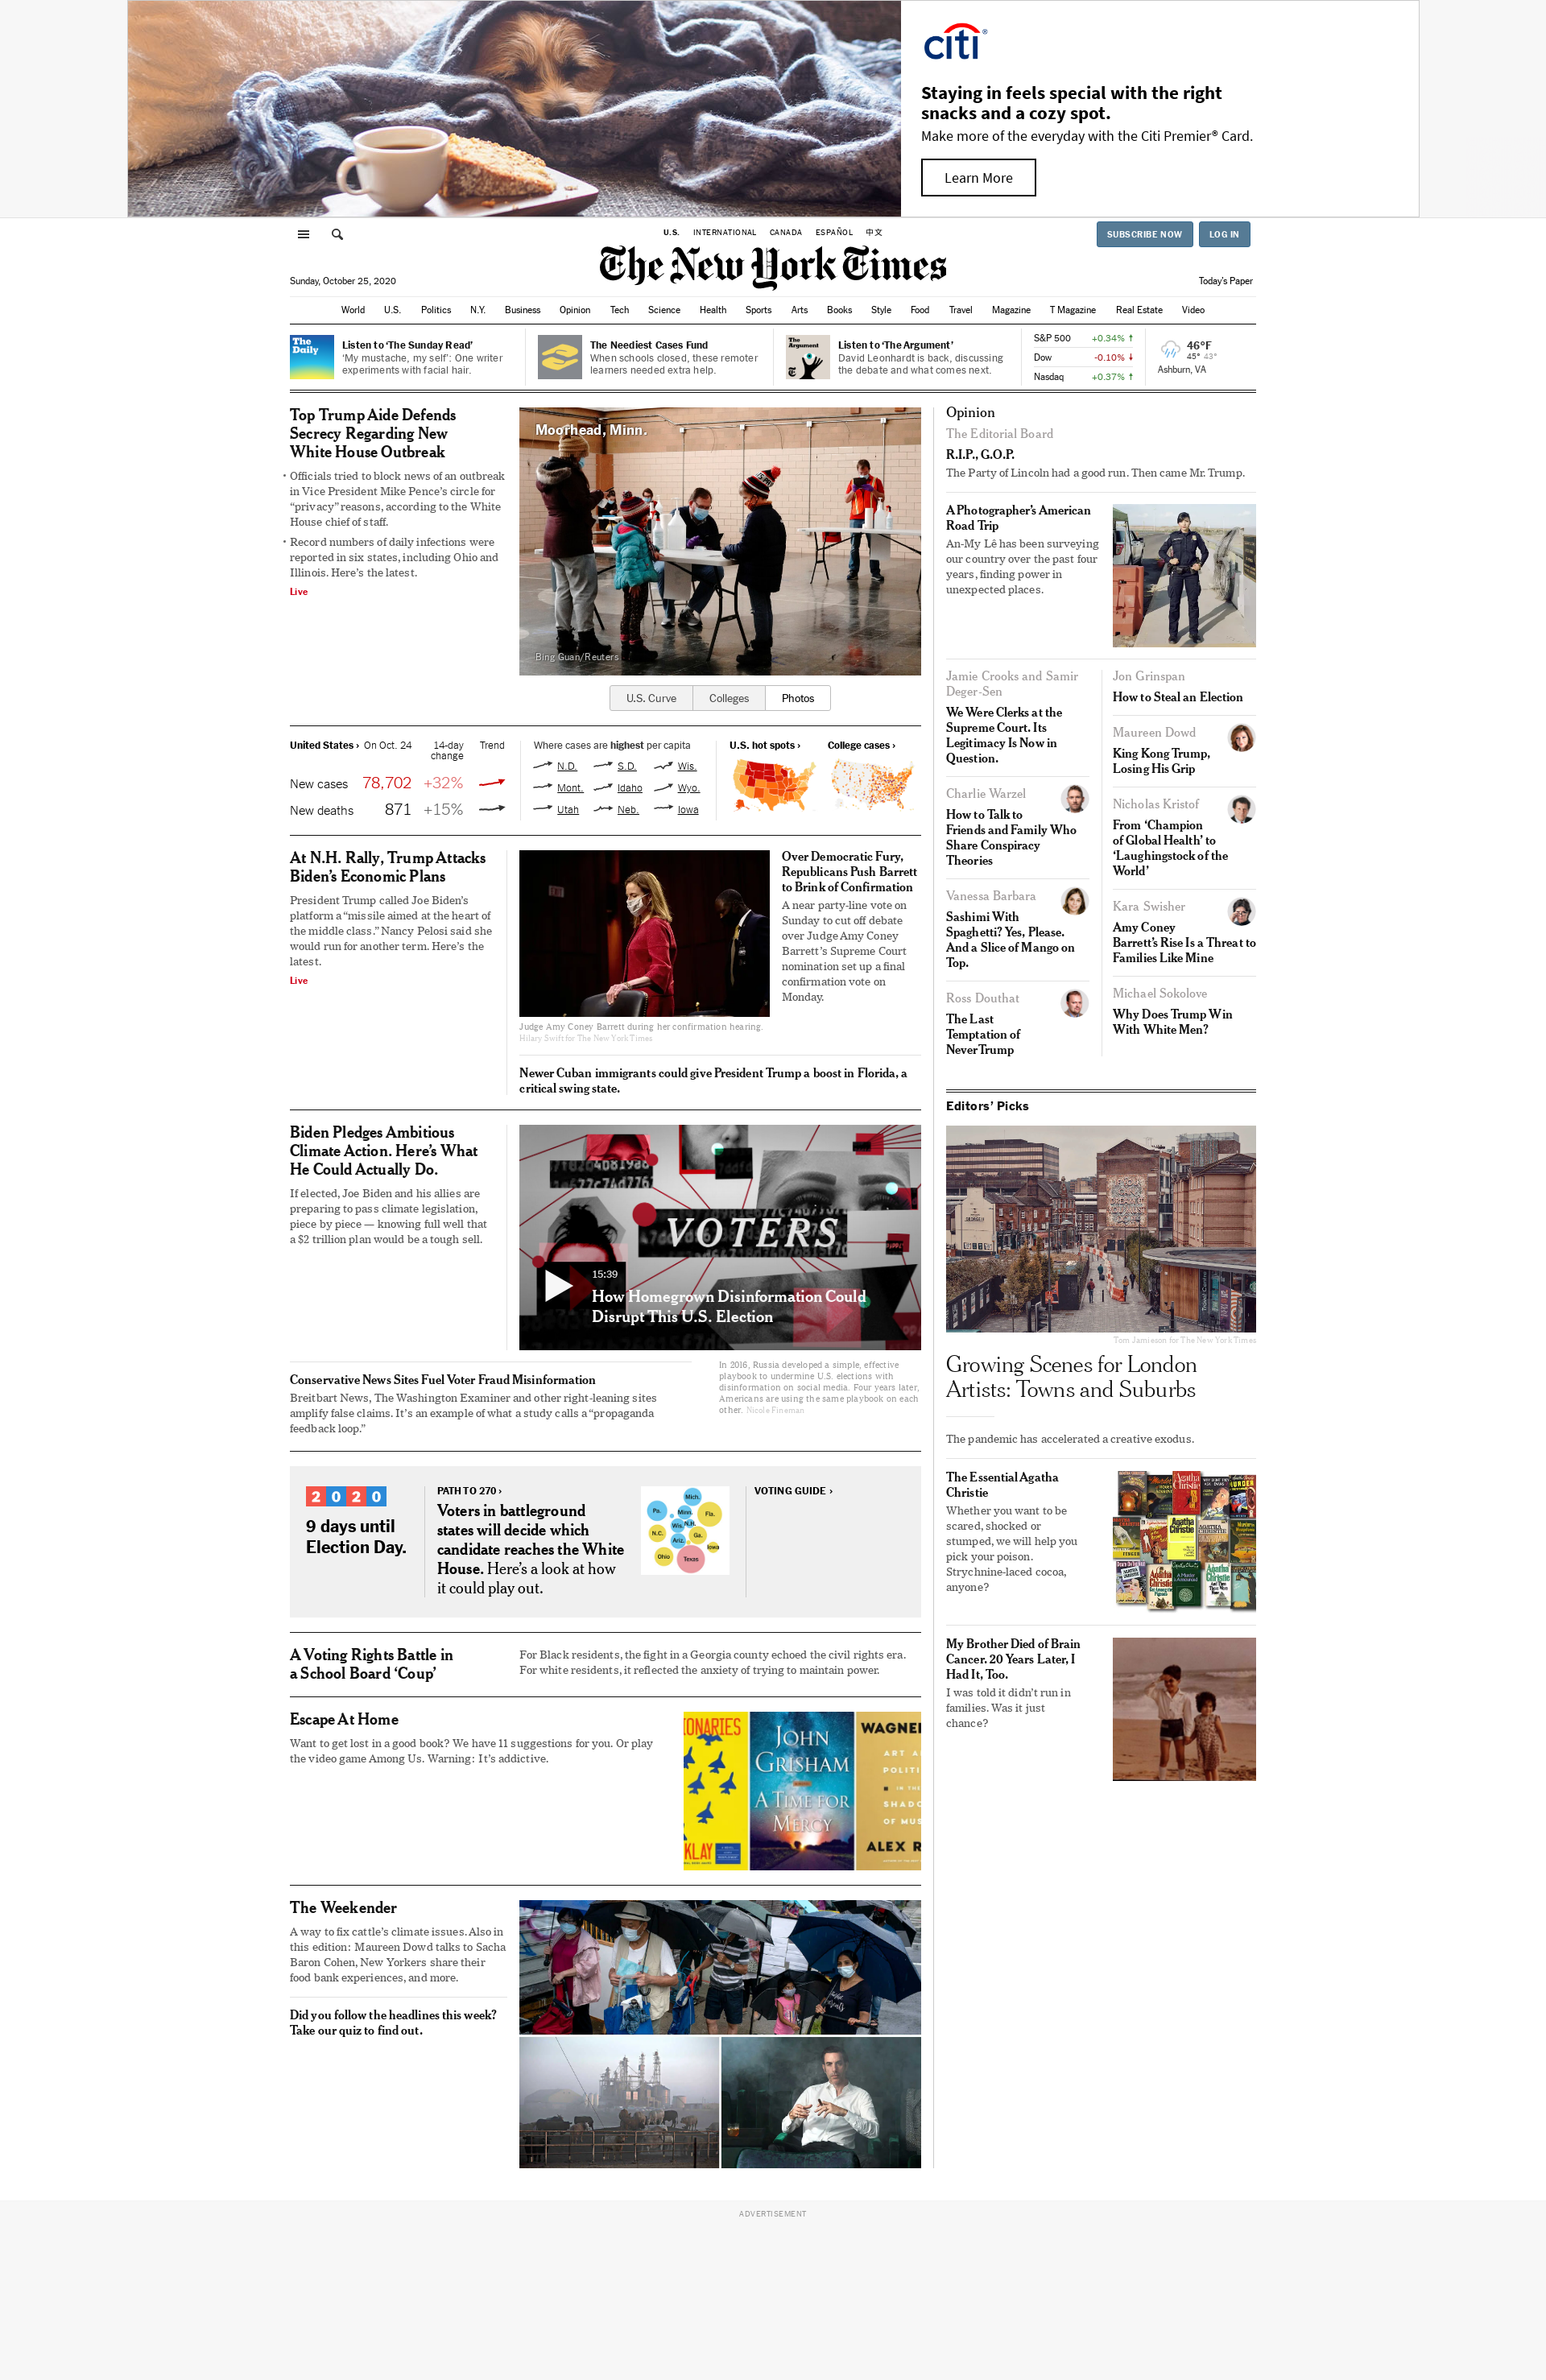 citi®
Staying in feels special with the right
snacks and a cozy spot.
Make more of the everyday with the Citi Premier® Card.
Learn More
U.S. INTERNATIONAL CANADA ESPAÑOL 中文
SUBSCRIBE NOW LOG IN
The New York Times
Sunday, October 25, 2020
Today's Paper
World U.S. Politics N.Y. Business Opinion Tech Science Health Sports Arts Books Style Food Travel Magazine T Magazine Real Estate Video
The Daily
Listen to ‘The Sunday Read’
‘My mustache, my self’: One writer
experiments with facial hair.
The Neediest Cases Fund
When schools closed, these remoter
learners needed extra help.
The Argument
Listen to ‘The Argument’
David Leonhardt is back, discussing
the debate and what comes next.
S&P 500 +0.34% ↑
Dow -0.10% ↓
Nasdaq +0.37% ↑
46°F
45° 43°
Ashburn, VA
Top Trump Aide Defends
Secrecy Regarding New
White House Outbreak
• Officials tried to block news of an outbreak
in Vice President Mike Pence’s circle for
“privacy” reasons, according to the White
House chief of staff.
• Record numbers of daily infections were
reported in six states, including Ohio and
Illinois. Here’s the latest.
Live
Moorhead, Minn.
Bing Guan/Reuters
U.S. Curve Colleges Photos
United States › On Oct. 24 14-day Trend
change
New cases 78,702 +32%
New deaths 871 +15%
Where cases are highest per capita
N.D. S.D. Wis.
Mont. Idaho Wyo.
Utah Neb. Iowa
U.S. hot spots ›
College cases ›
At N.H. Rally, Trump Attacks
Biden’s Economic Plans
President Trump called Joe Biden’s
platform a “missile aimed at the heart of
the middle class.” Nancy Pelosi said she
would run for another term. Here’s the
latest.
Live
Judge Amy Coney Barrett during her confirmation hearing.
Hilary Swift for The New York Times
Over Democratic Fury,
Republicans Push Barrett
to Brink of Confirmation
A near party-line vote on
Sunday to cut off debate
over Judge Amy Coney
Barrett’s Supreme Court
nomination set up a final
confirmation vote on
Monday.
Newer Cuban immigrants could give President Trump a boost in Florida, a
critical swing state.
Biden Pledges Ambitious
Climate Action. Here’s What
He Could Actually Do.
If elected, Joe Biden and his allies are
preparing to pass climate legislation,
piece by piece — knowing full well that
a $2 trillion plan would be a tough sell.
VOTERS
15:39
How Homegrown Disinformation Could
Disrupt This U.S. Election
In 2016, Russia developed a simple, effective
playbook to undermine U.S. elections with
disinformation on social media. Four years later,
Americans are using the same playbook on each
other. Nicole Fineman
Conservative News Sites Fuel Voter Fraud Misinformation
Breitbart News, The Washington Examiner and other right-leaning sites
amplify false claims. It’s an example of what a study calls a “propaganda
feedback loop.”
2020
9 days until
Election Day.
PATH TO 270 ›
Voters in battleground
states will decide which
candidate reaches the White
House. Here’s a look at how
it could play out.
Mich.
Pa. Minn. Fla.
N.C. Wis. N.H.
Ariz. Ga.
Ohio Texas Iowa
VOTING GUIDE ›
A Voting Rights Battle in
a School Board ‘Coup’
For Black residents, the fight in a Georgia county echoed the civil rights era.
For white residents, it reflected the anxiety of trying to maintain power.
Escape At Home
Want to get lost in a good book? We have 11 suggestions for you. Or play
the video game Among Us. Warning: It’s addictive.
JOHN
GRISHAM
A TIME FOR
MERCY
WAGNER
ALEX R
The Weekender
A way to fix cattle’s climate issues. Also in
this edition: Maureen Dowd talks to Sacha
Baron Cohen, New Yorkers share their
food bank experiences, and more.
Did you follow the headlines this week?
Take our quiz to find out.
Opinion
The Editorial Board
R.I.P., G.O.P.
The Party of Lincoln had a good run. Then came Mr. Trump.
A Photographer’s American
Road Trip
An-My Lê has been surveying
our country over the past four
years, finding power in
unexpected places.
Jamie Crooks and Samir
Deger-Sen
We Were Clerks at the
Supreme Court. Its
Legitimacy Is Now in
Question.
Charlie Warzel
How to Talk to
Friends and Family Who
Share Conspiracy
Theories
Vanessa Barbara
Sashimi With
Spaghetti? Yes, Please.
And a Slice of Mango on
Top.
Ross Douthat
The Last
Temptation of
NeverTrump
Jon Grinspan
How to Steal an Election
Maureen Dowd
King Kong Trump,
Losing His Grip
Nicholas Kristof
From ‘Champion
of Global Health’ to
‘Laughingstock of the
World’
Kara Swisher
Amy Coney
Barrett’s Rise Is a Threat to
Families Like Mine
Michael Sokolove
Why Does Trump Win
With White Men?
Editors’ Picks
Tom Jamieson for The New York Times
Growing Scenes for London
Artists: Towns and Suburbs
The pandemic has accelerated a creative exodus.
The Essential Agatha
Christie
Whether you want to be
scared, shocked or
stumped, we will help you
pick your poison.
Strychnine-laced cocoa,
anyone?
My Brother Died of Brain
Cancer. 20 Years Later, I
Had It, Too.
I was told it didn’t run in
families. Was it just
chance?
ADVERTISEMENT